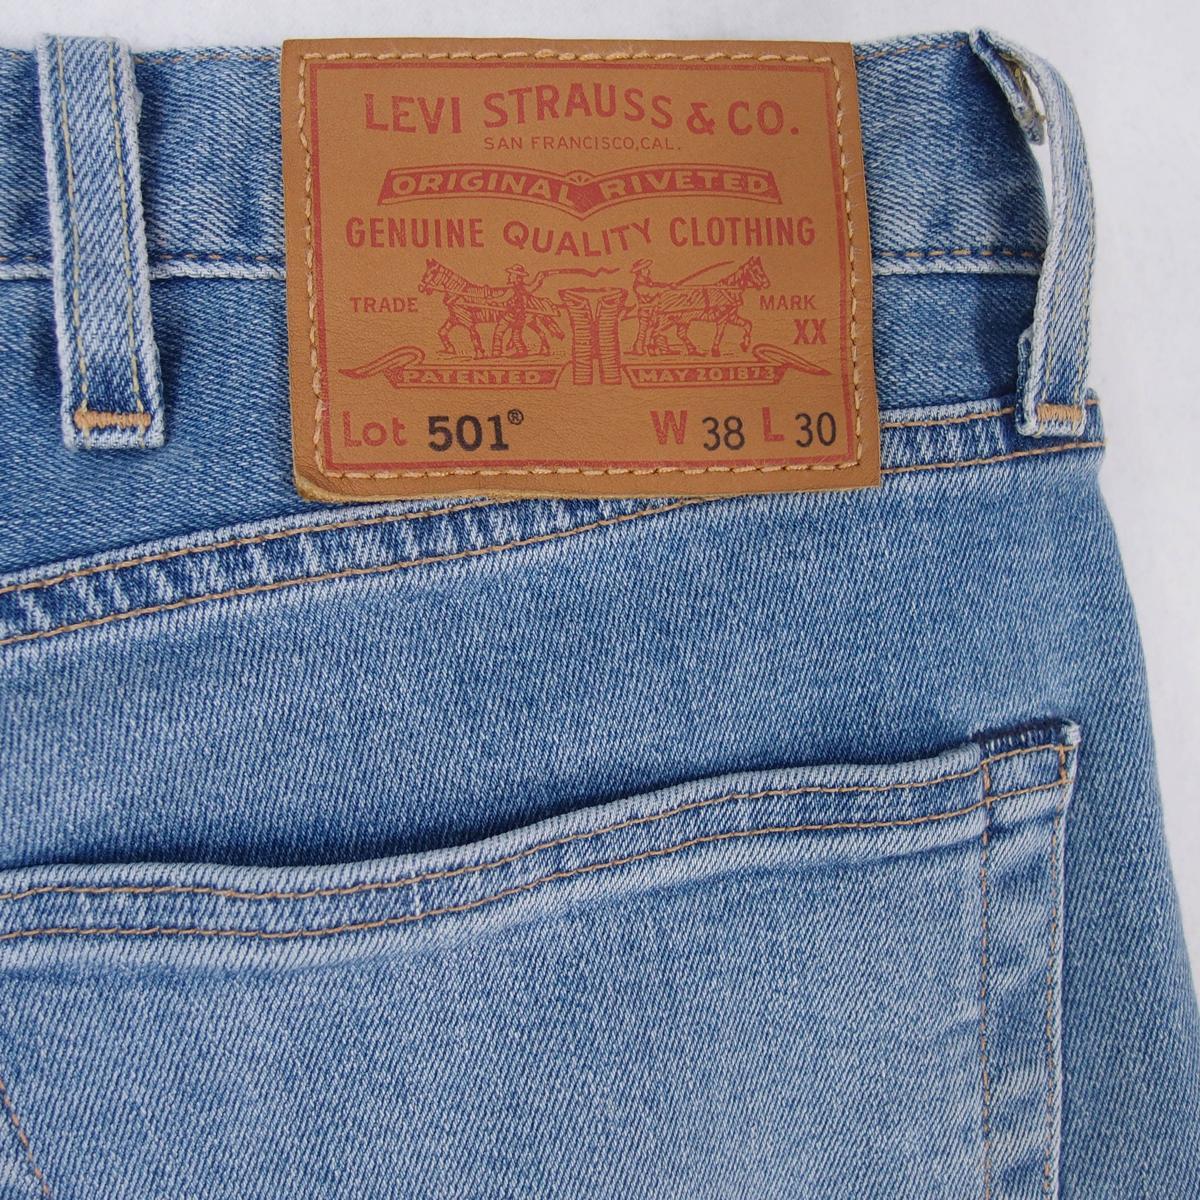 LEVI STRAUSS & CO.
SAN FRANCISCO, CAL.
ORIGINAL RIVETED
GENUINE QUALITY CLOTHING
TRADE MARK
XX
PATENTED MAY 20 1873
Lot 501® W 38 L 30